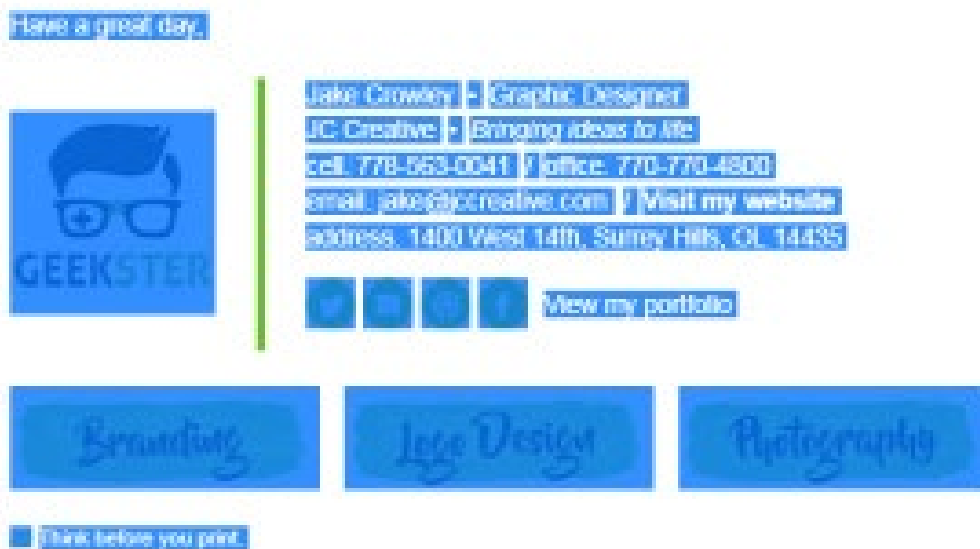 Have a great day,
Jake Crowley • Graphic Designer
JC Creative • Bringing ideas to life
cell. 778-553-0041 / office. 770-770-4800
email. jake@jccreative.com / Visit my website
address. 1400 West 14th, Surrey Hills, OL 14435
GEEKSTER
View my portfolio
Branding
Logo Design
Photography
Think before you print.